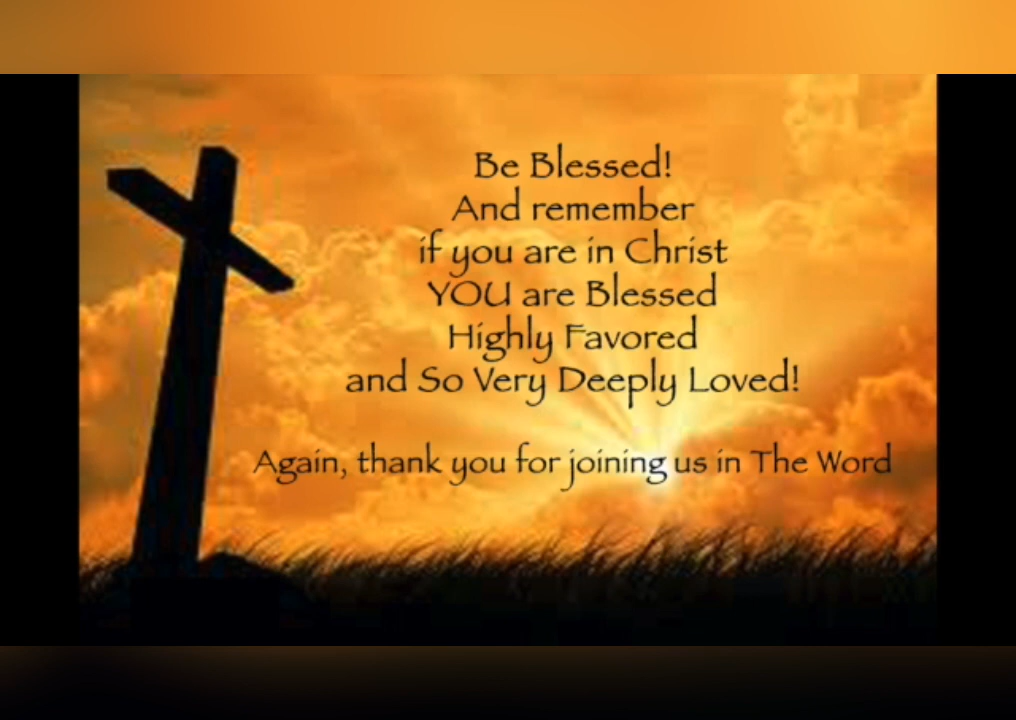 Be Blessed!
And remember
if you are in Christ
YOU are Blessed
Highly Favored
and So Very Deeply Loved!
Again, thank you for joining us in The Word